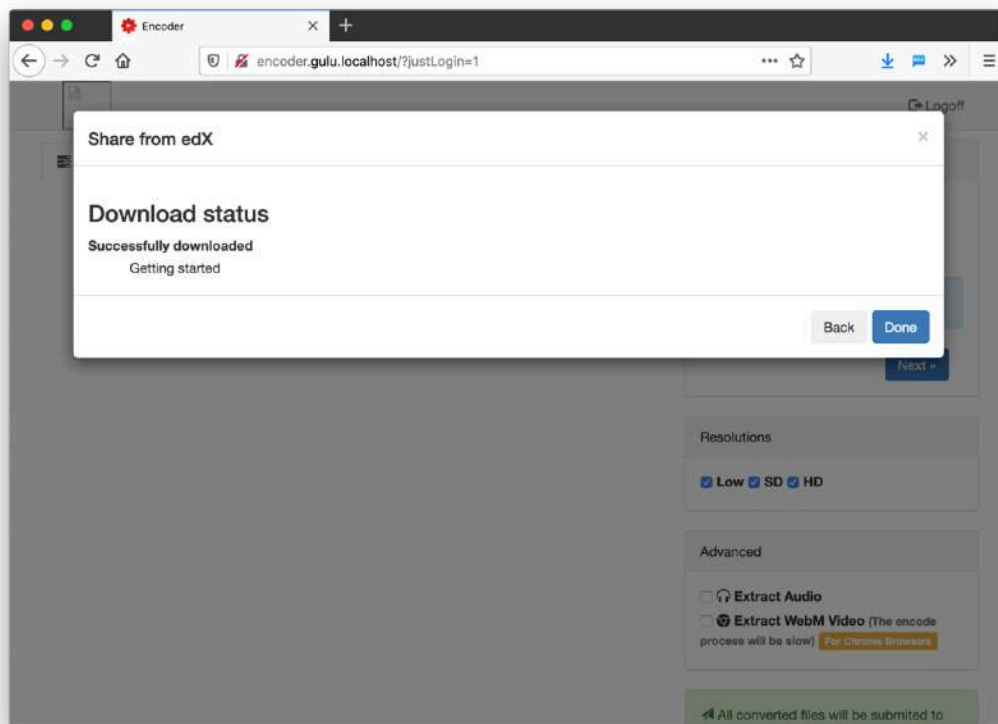 Encoder
encoder.gulu.localhost/?justLogin=1
Logoff
Share from edX
Download status
Successfully downloaded
Getting started
Back
Done
Next »
Resolutions
Low SD HD
Advanced
Extract Audio
Extract WebM Video (The encode
process will be slow) For Chrome Browsers
All converted files will be submited to